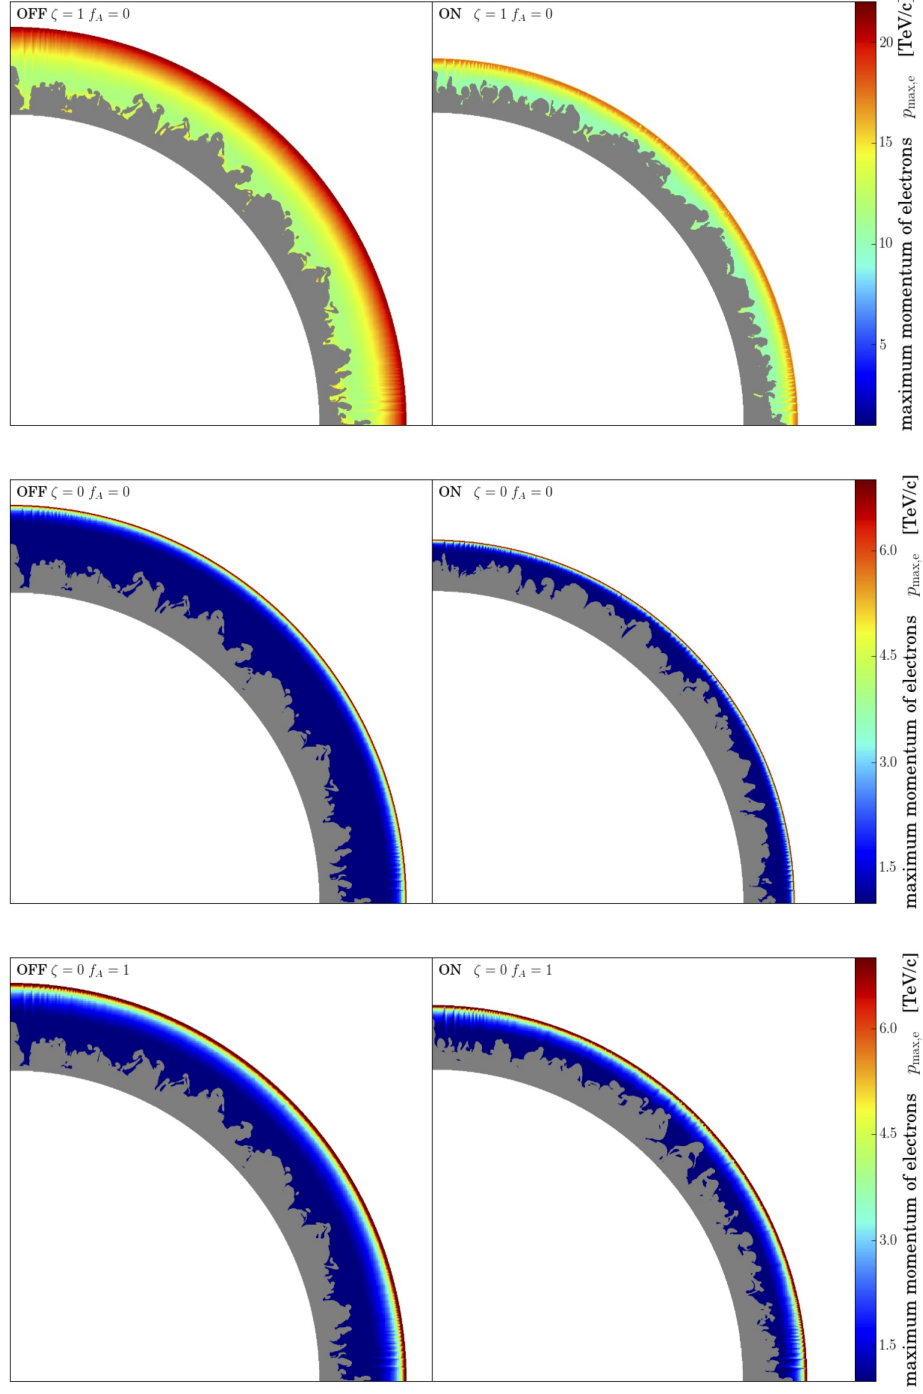 OFF ζ = 1 f_A = 0
ON ζ = 1 f_A = 0
20
15
10
5
maximum momentum of electrons p_max,e [TeV/c]
OFF ζ = 0 f_A = 0
ON ζ = 0 f_A = 0
6.0
4.5
3.0
1.5
maximum momentum of electrons p_max,e [TeV/c]
OFF ζ = 0 f_A = 1
ON ζ = 0 f_A = 1
6.0
4.5
3.0
1.5
maximum momentum of electrons p_max,e [TeV/c]